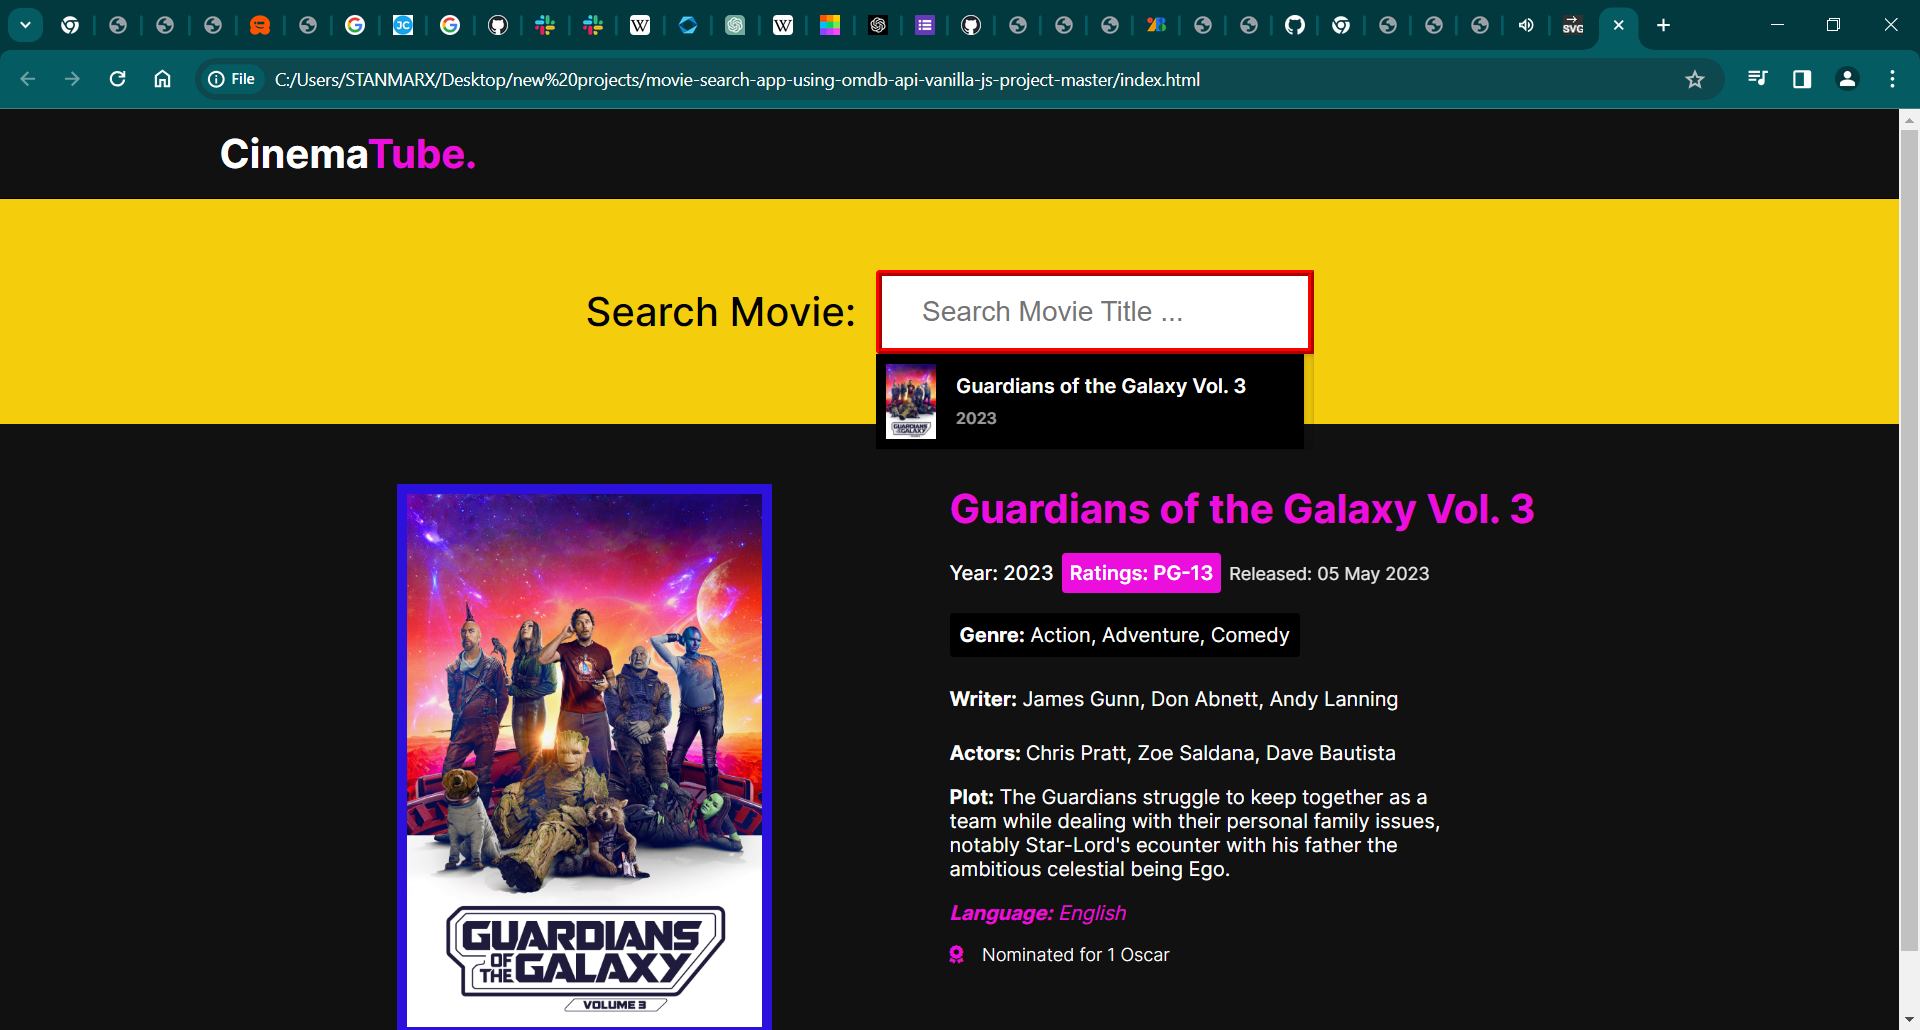 File C:/Users/STANMARX/Desktop/new%20projects/movie-search-app-using-omdb-api-vanilla-js-project-master/index.html
CinemaTube.
Search Movie:
Search Movie Title ...
Guardians of the Galaxy Vol. 3
2023
GUARDIANS
OF THE GALAXY
VOLUME 3
Guardians of the Galaxy Vol. 3
Year: 2023 Ratings: PG-13 Released: 05 May 2023
Genre: Action, Adventure, Comedy
Writer: James Gunn, Don Abnett, Andy Lanning
Actors: Chris Pratt, Zoe Saldana, Dave Bautista
Plot: The Guardians struggle to keep together as a
team while dealing with their personal family issues,
notably Star-Lord's ecounter with his father the
ambitious celestial being Ego.
Language: English
Nominated for 1 Oscar